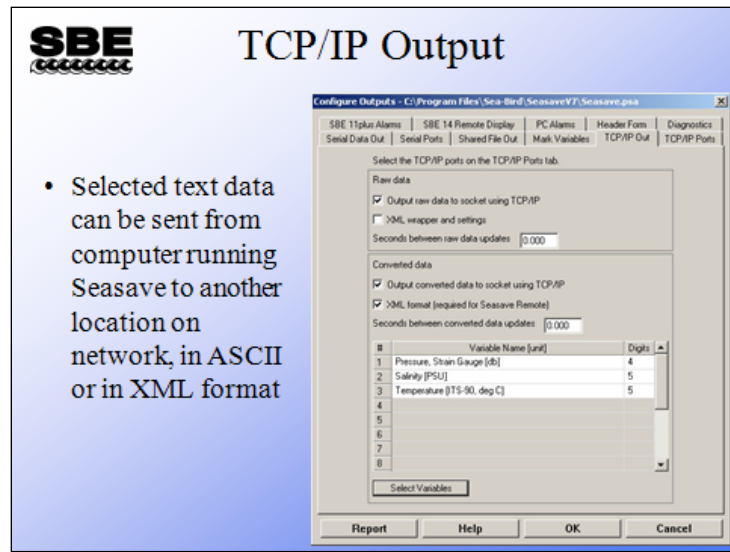 SBE
TCP/IP Output
• Selected text data
can be sent from
computer running
Seasave to another
location on
network, in ASCII
or in XML format
Configure Outputs - C:\Program Files\Sea-Bird\SeasaveV7\Seasave.psa
SBE 11plus Alarms
SBE 14 Remote Display
PC Alarms
Header Form
Diagnostics
Serial Data Out
Serial Ports
Shared File Out
Mark Variables
TCP/IP Out
TCP/IP Ports
Select the TCP/IP ports on the TCP/IP Ports tab.
Raw data
Output raw data to socket using TCP/IP
XML wrapper and settings
Seconds between raw data updates 0.000
Converted data
Output converted data to socket using TCP/IP
XML format (required for Seasave Remote)
Seconds between converted data updates 0.000
# Variable Name [unit] Digits
1 Pressure, Strain Gauge [db] 4
2 Salinity [PSU] 5
3 Temperature [ITS-90, deg C] 5
4
5
6
7
8
Select Variables
Report Help OK Cancel